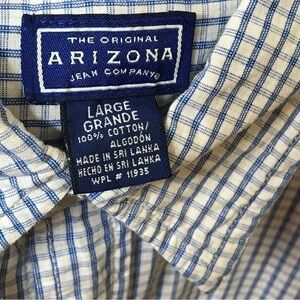 THE ORIGINAL
ARIZONA
JEAN COMPANY®
LARGE
GRANDE
100% COTTON/
ALGODÓN
MADE IN SRI LANKA
HECHO EN SRI LANKA
WPL # 11935